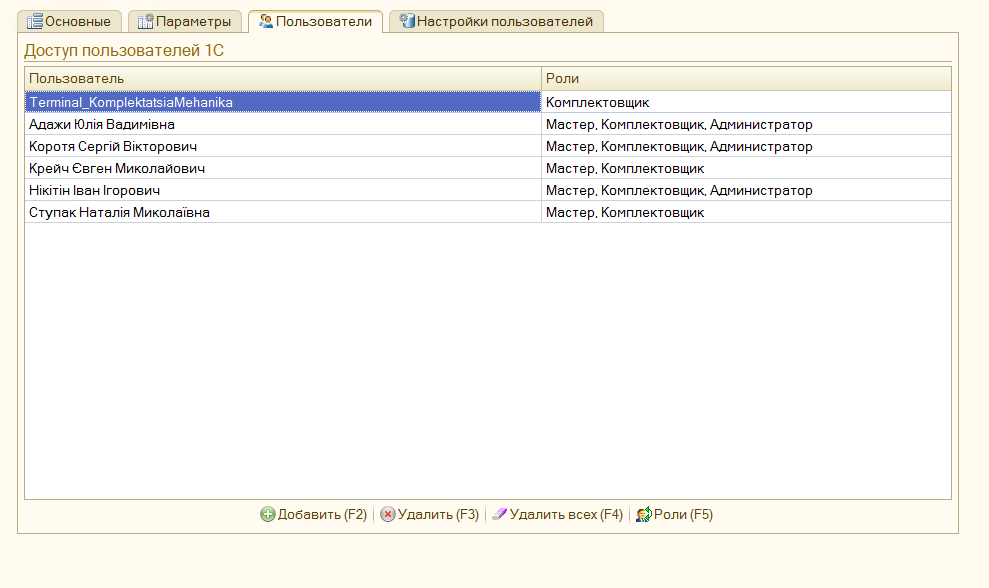 Основные Параметры Пользователи Настройки пользователей
Доступ пользователей 1С
Пользователь Роли
Terminal_KomplektatsiaMehanika Комплектовщик
Адажи Юлія Вадимівна Мастер, Комплектовщик, Администратор
Коротя Сергій Вікторович Мастер, Комплектовщик, Администратор
Крейч Євген Миколайович Мастер, Комплектовщик
Нікітін Іван Ігорович Мастер, Комплектовщик, Администратор
Ступак Наталія Миколаївна Мастер, Комплектовщик
Добавить (F2) Удалить (F3) Удалить всех (F4) Роли (F5)